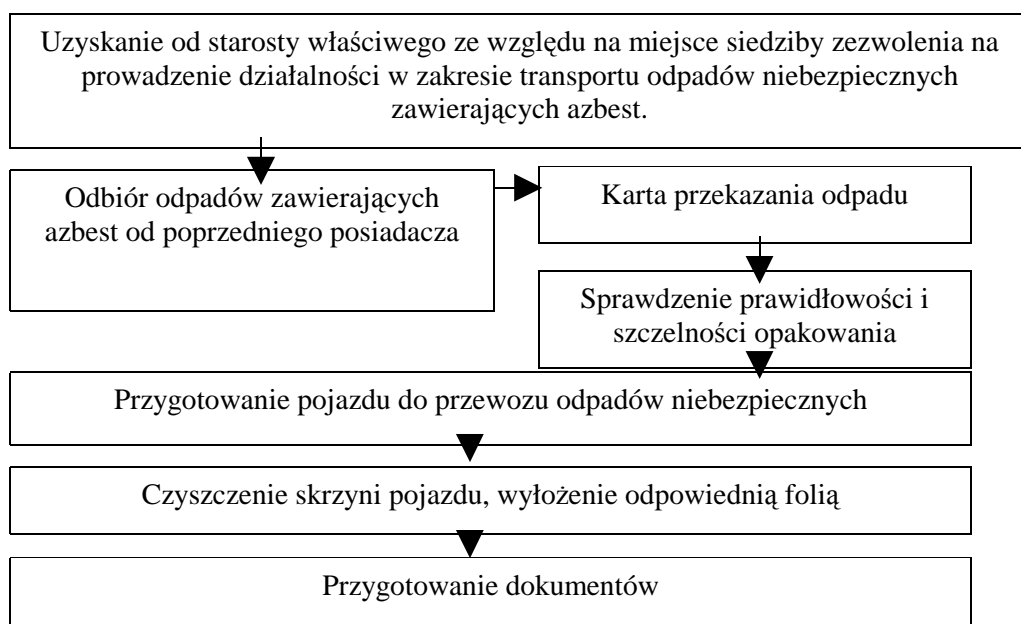 Uzyskanie od starosty właściwego ze względu na miejsce siedziby zezwolenia na
prowadzenie działalności w zakresie transportu odpadów niebezpiecznych
zawierających azbest.
Odbiór odpadów zawierających
azbest od poprzedniego posiadacza
Karta przekazania odpadu
Sprawdzenie prawidłowości i
szczelności opakowania
Przygotowanie pojazdu do przewozu odpadów niebezpiecznych
Czyszczenie skrzyni pojazdu, wyłożenie odpowiednią folią
Przygotowanie dokumentów